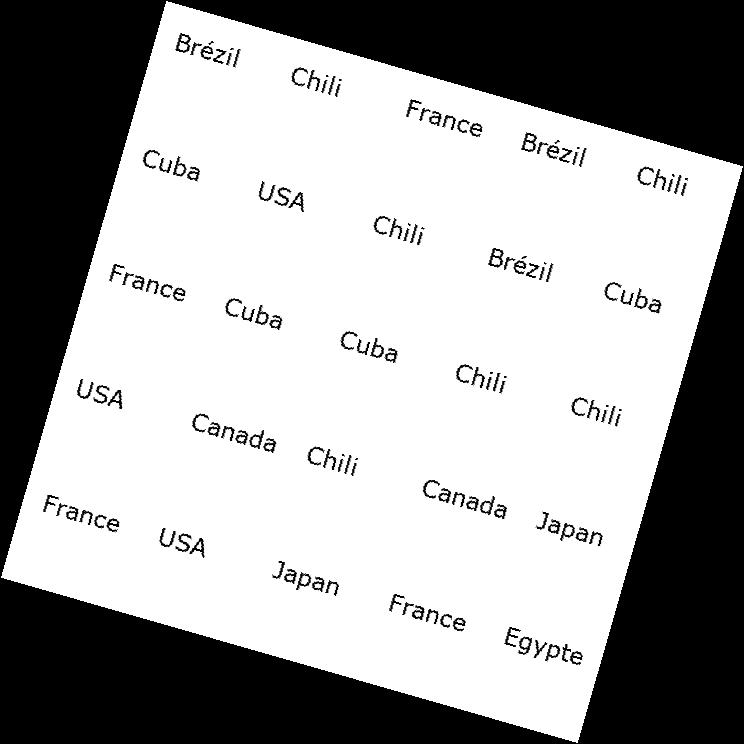 Brézil Chili France Brézil Chili
Cuba USA Chili Brézil Cuba
France Cuba Cuba Chili Chili
USA Canada Chili Canada Japan
France USA Japan France Egypte